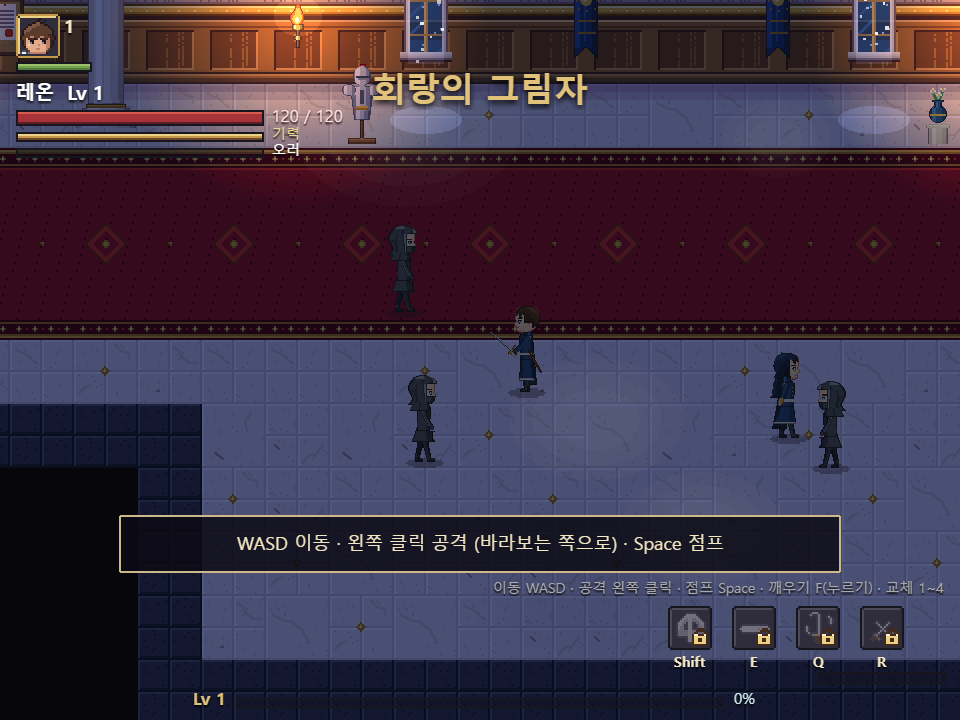 1
회랑의 그림자
레온 Lv 1
120 / 120
기력
오러
WASD 이동 · 왼쪽 클릭 공격 (바라보는 쪽으로) · Space 점프
이동 WASD · 공격 왼쪽 클릭 · 점프 Space · 깨우기 F(누르기) · 교체 1~4
Shift E Q R
Lv 1 0%